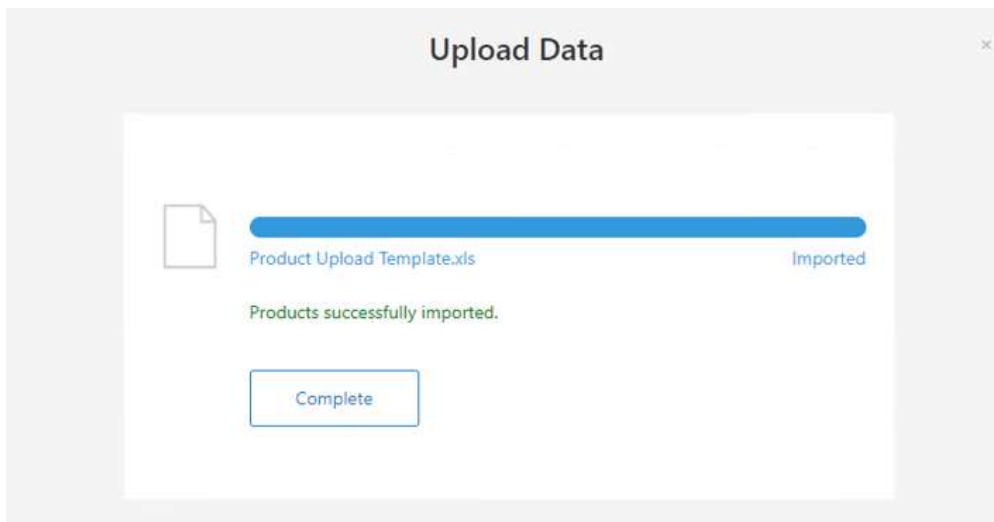 Upload Data
×
Product Upload Template.xls
Imported
Products successfully imported.
Complete